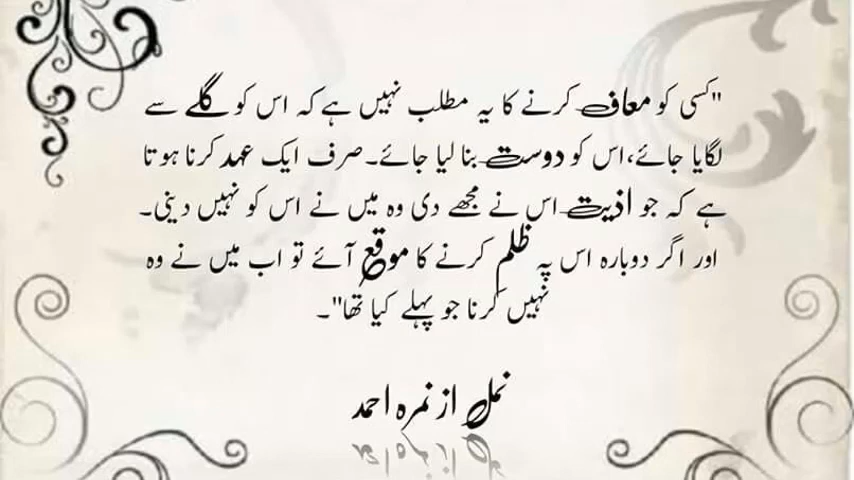 "کسی کو معاف کرنے کا یہ مطلب نہیں ہے کہ اس کو گلے سے
لگایا جائے، اس کو دوست بنا لیا جائے۔ صرف ایک عہد کرنا ہوتا
ہے کہ جو اذیت اس نے مجھے دی وہ میں نے اس کو نہیں دینی۔
اور اگر دوبارہ اس پہ ظلم کرنے کا موقع آئے تو اب میں نے وہ
نہیں کرنا جو پہلے کیا تھا"۔
نمل از نمرہ احمد